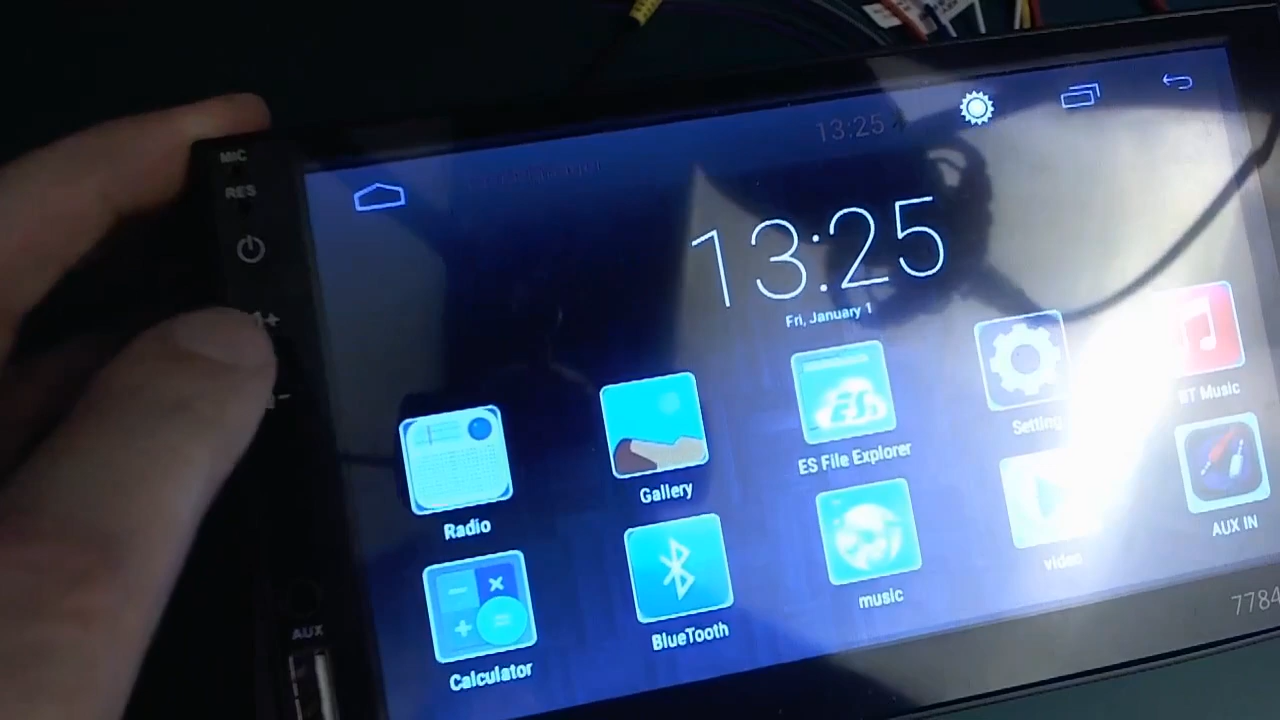 MIC
RES
13:25
13:25
Fri, January 1
Radio
Gallery
ES File Explorer
Setting
BT Music
Calculator
BlueTooth
music
video
AUX IN
AUX
7784